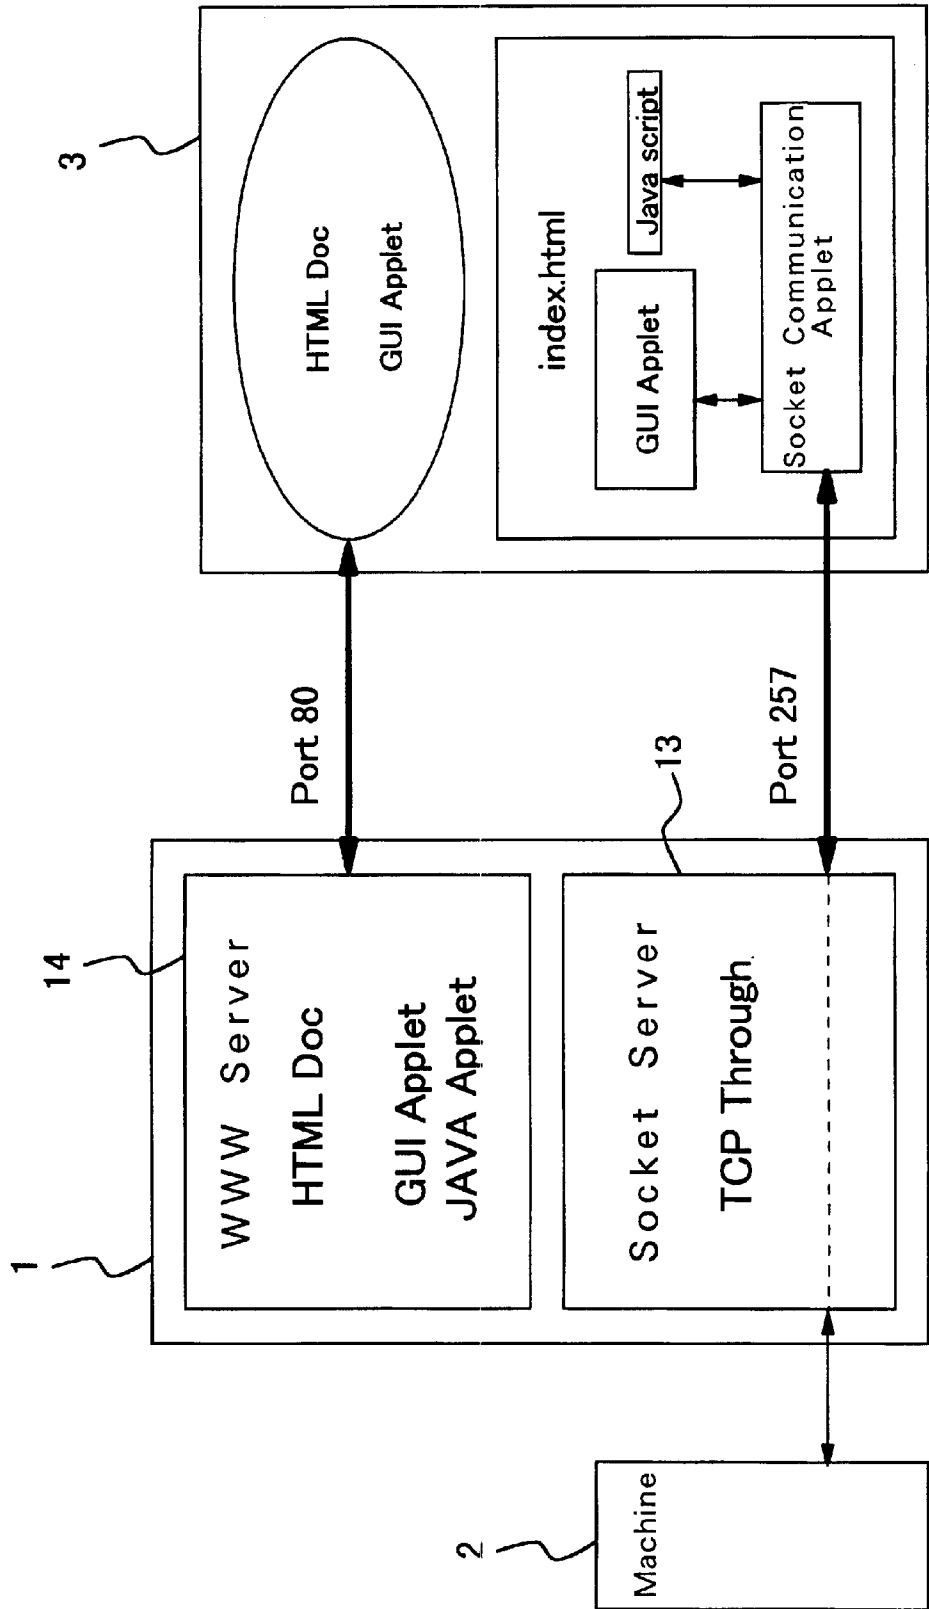 1
14
WWW Server
HTML Doc
GUI Applet
JAVA Applet
13
Socket Server
TCP Through
2
Machine
Port 80
Port 257
3
HTML Doc
GUI Applet
index.html
GUI Applet
Java script
Socket Communication
Applet